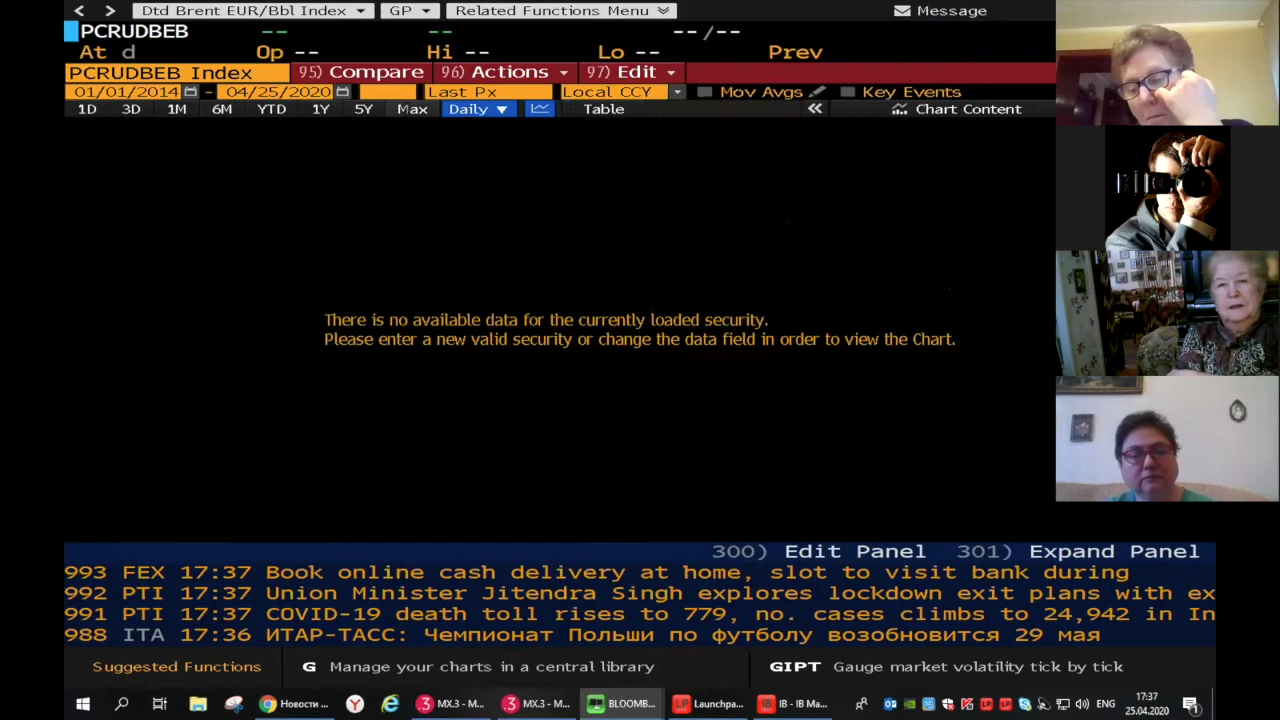 Dtd Brent EUR/Bbl Index GP Related Functions Menu Message
PCRUDBEB -- -- -- /--
At d Op -- Hi -- Lo -- Prev
PCRUDBEB Index 95) Compare 96) Actions 97) Edit
01/01/2014 - 04/25/2020 Last Px Local CCY Mov Avgs Key Events
1D 3D 1M 6M YTD 1Y 5Y Max Daily ▼ Table « Chart Content
There is no available data for the currently loaded security.
Please enter a new valid security or change the data field in order to view the Chart.
300) Edit Panel 301) Expand Panel
993 FEX 17:37 Book online cash delivery at home, slot to visit bank during
992 PTI 17:37 Union Minister Jitendra Singh explores lockdown exit plans with ex
991 PTI 17:37 COVID-19 death toll rises to 779, no. cases climbs to 24,942 in In
988 ITA 17:36 ИТАР-ТАСС: Чемпионат Польши по футболу возобновится 29 мая
Suggested Functions G Manage your charts in a central library GIPT Gauge market volatility tick by tick
Новости ... MX.3 - M... MX.3 - M... BLOOMB... Launchpa... IB - IB Ma... ENG 17:37
25.04.2020